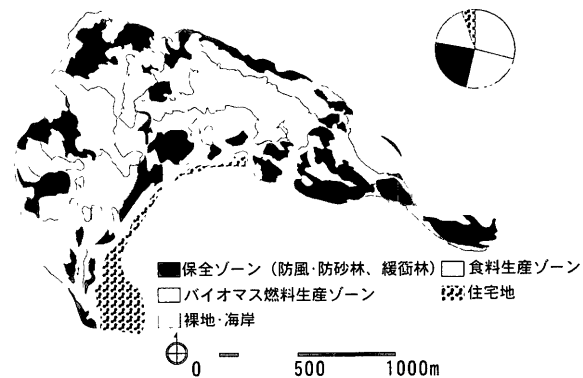 保全ゾーン（防風・防砂林、緩衝林） 食料生産ゾーン
バイオマス燃料生産ゾーン 住宅地
裸地・海岸
0 500 1000m